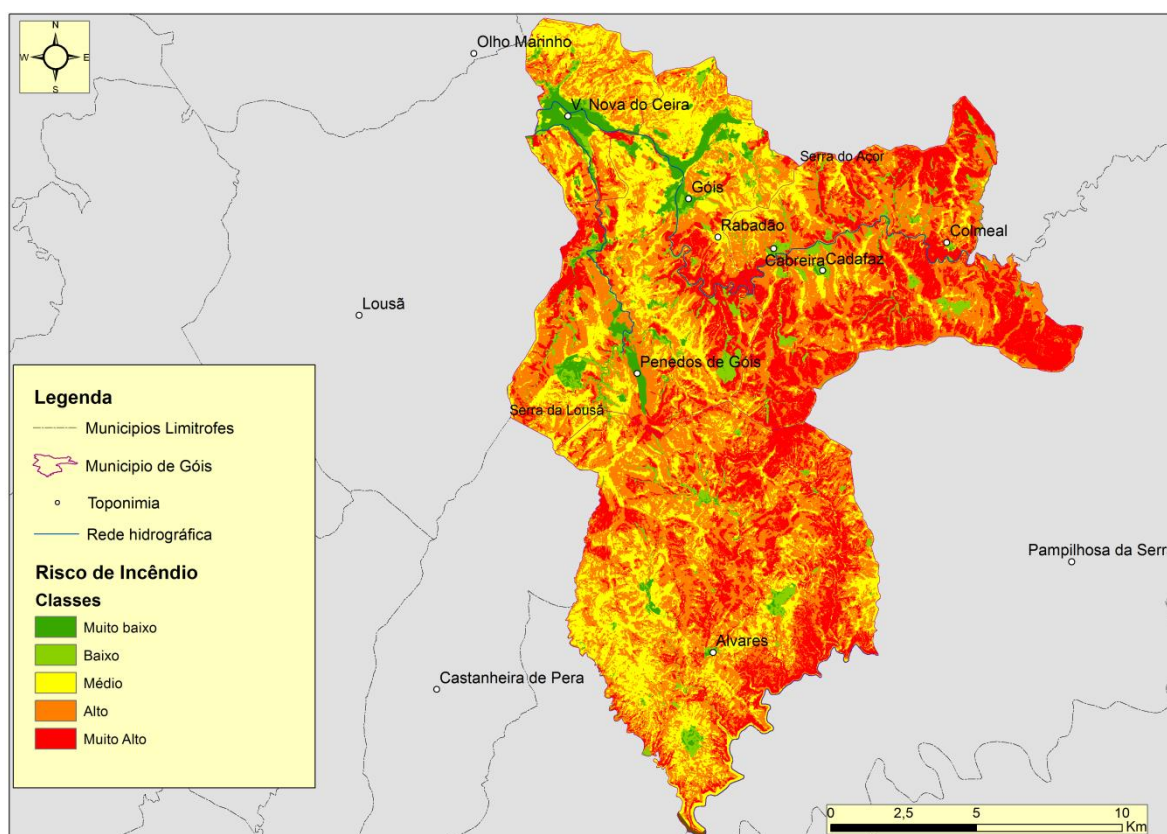 N
W
E
S
Olho Marinho
V. Nova do Ceira
Serra do Açor
Góis
Rabadão
Colmeal
Cabreira
Cadafaz
Lousã
Penedos de Góis
Serra da Lousã
Legenda
Municipios Limitrofes
Municipio de Góis
Toponimia
Rede hidrográfica
Risco de Incêndio
Classes
Muito baixo
Baixo
Médio
Alto
Muito Alto
Pampilhosa da Serr
Alvares
Castanheira de Pera
0 2,5 5 10
Km